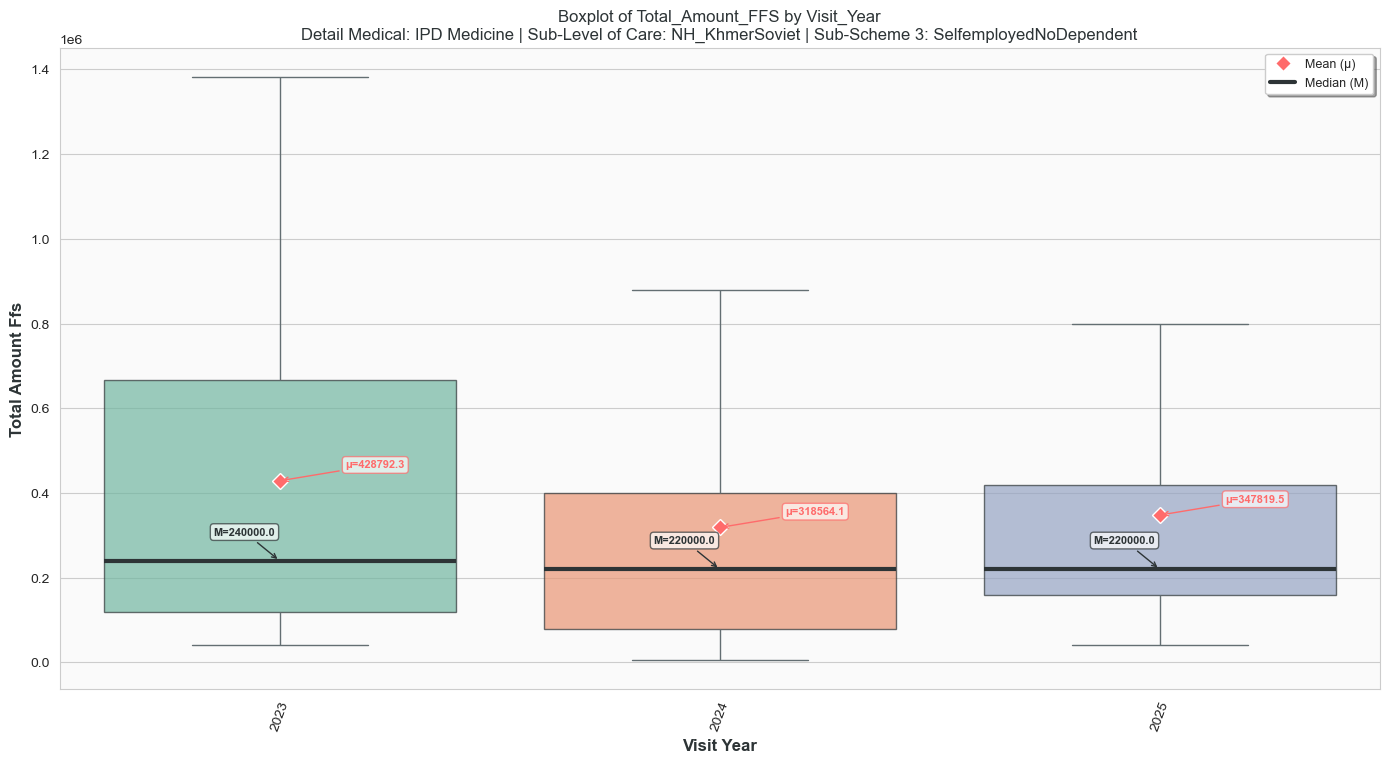 Boxplot of Total_Amount_FFS by Visit_Year
Detail Medical: IPD Medicine | Sub-Level of Care: NH_KhmerSoviet | Sub-Scheme 3: SelfemployedNoDependent
1e6
Mean (μ)
Median (M)
1.4
1.2
1.0
0.8
0.6
0.4
0.2
0.0
Total Amount Ffs
μ=428792.3
M=240000.0
μ=318564.1
M=220000.0
μ=347819.5
M=220000.0
2023
2024
2025
Visit Year